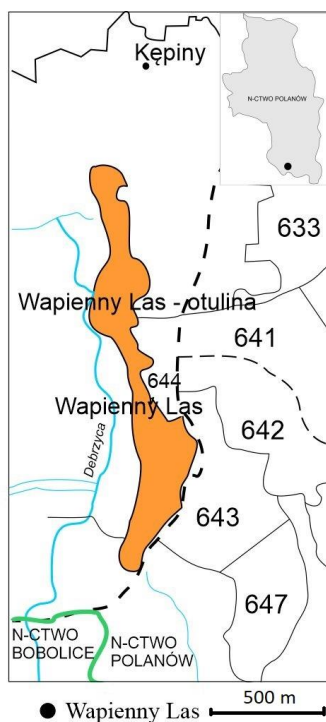 Kępiny
N-CTWO POLANÓW
633
Wapienny Las - otulina
641
644
Wapienny Las
642
Debrzyca
643
647
N-CTWO
BOBOLICE
N-CTWO
POLANÓW
Wapienny Las
500 m